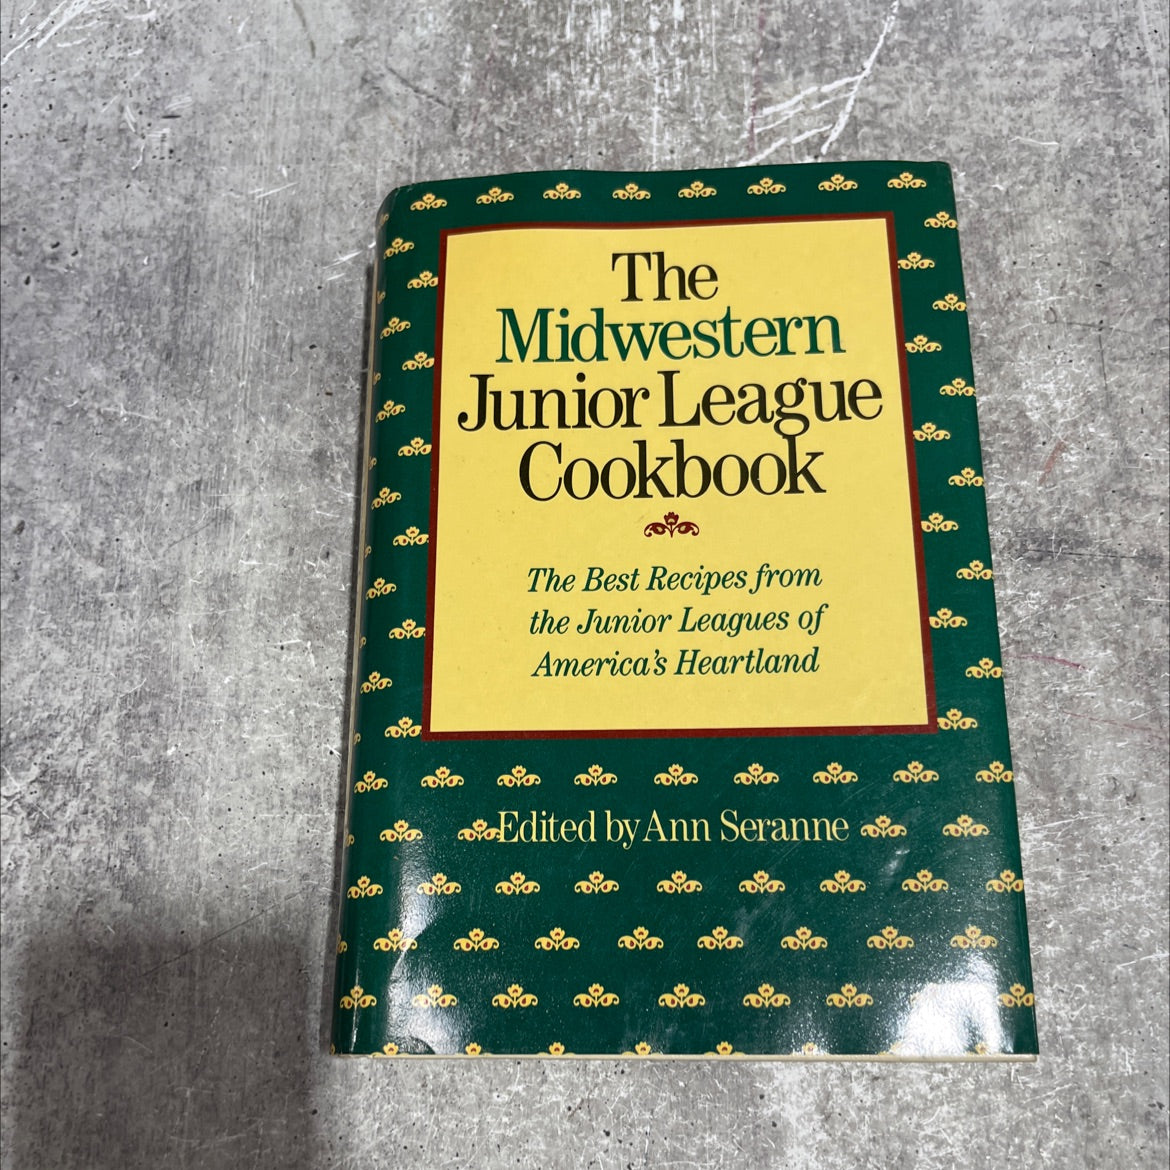 The
Midwestern
Junior League
Cookbook
The Best Recipes from
the Junior Leagues of
America's Heartland
Edited by Ann Seranne